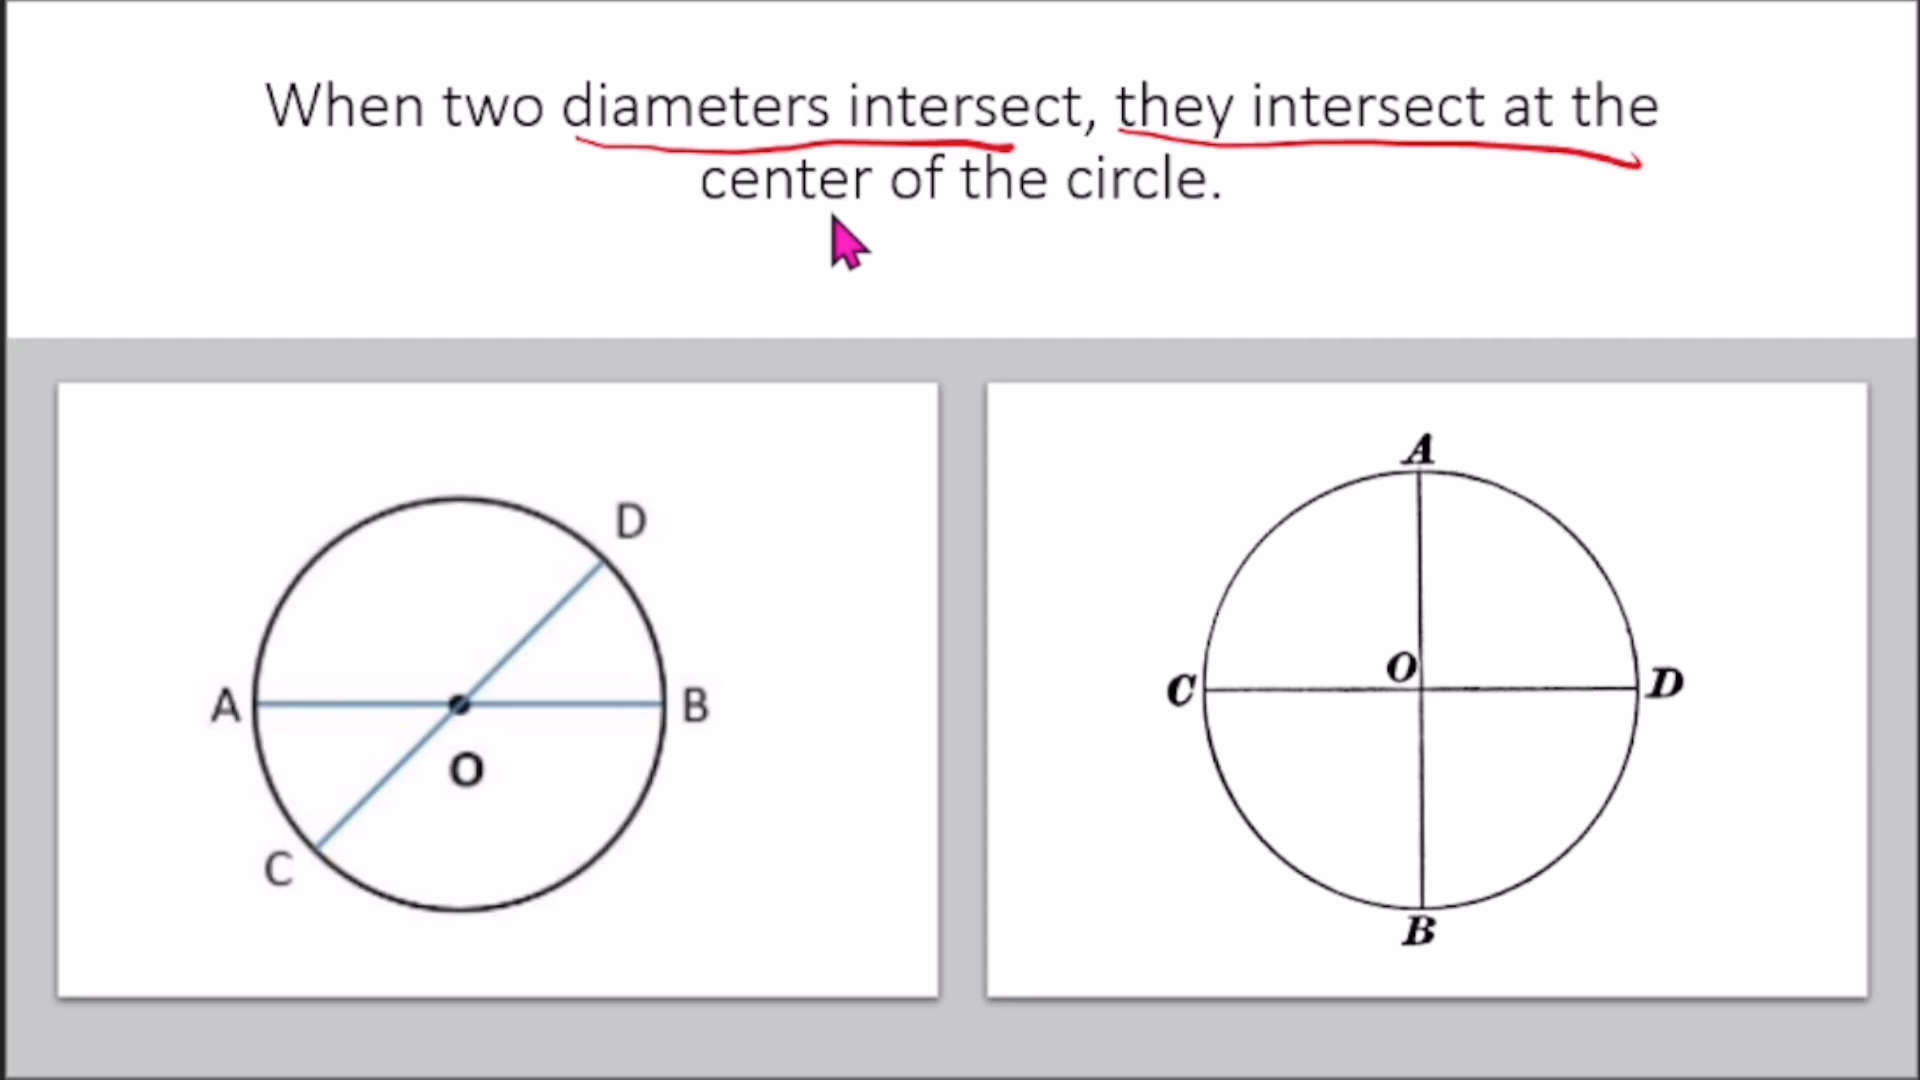 When two diameters intersect, they intersect at the
center of the circle.
D
A
B
O
C
A
O
C
D
B